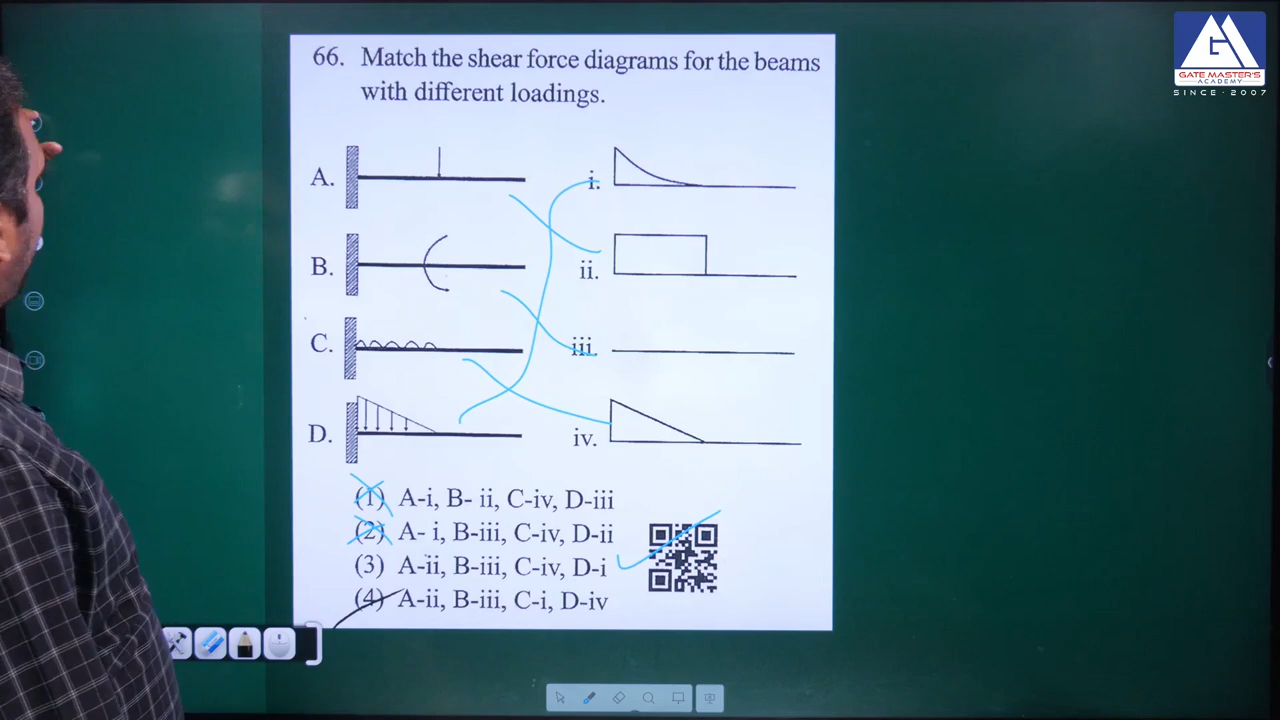 GATE MASTER'S
ACADEMY
SINCE - 2007
66. Match the shear force diagrams for the beams
with different loadings.
A.
i.
B.
ii.
C.
iii.
D.
iv.
(1) A-i, B- ii, C-iv, D-iii
(2) A- i, B-iii, C-iv, D-ii
(3) A-ii, B-iii, C-iv, D-i
(4) A-ii, B-iii, C-i, D-iv